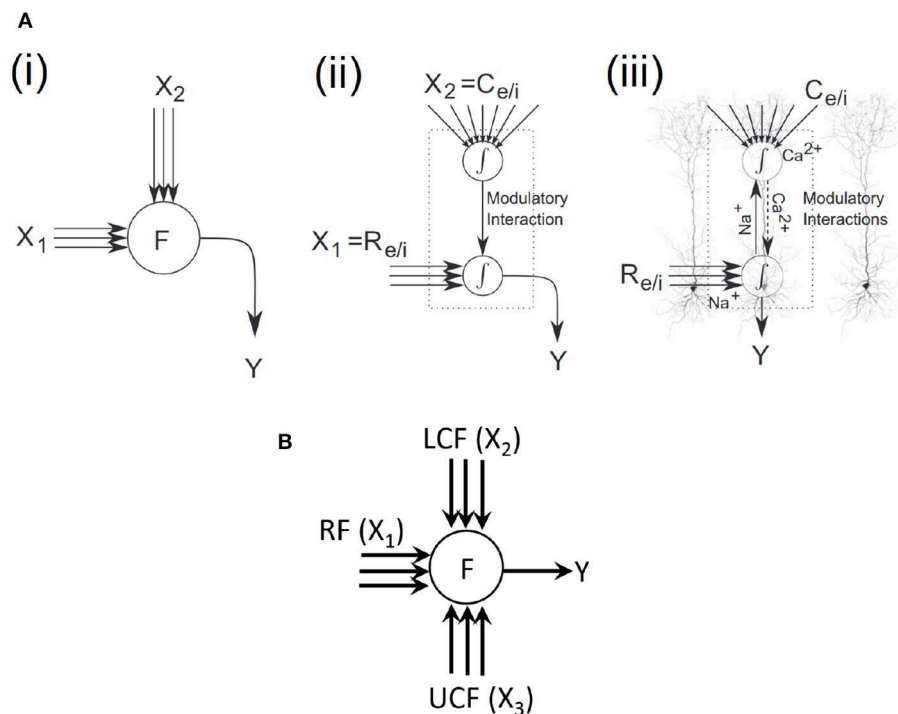 A
(i)
X2
X1
F
Y
(ii)
X2=Ce/i
∫
Modulatory
Interaction
X1=Re/i
∫
Y
(iii)
Ce/i
∫
Ca2+
Na+
Ca2+
Modulatory
Interactions
Re/i
Na+
∫
Y
B
LCF (X2)
RF (X1)
F
Y
UCF (X3)